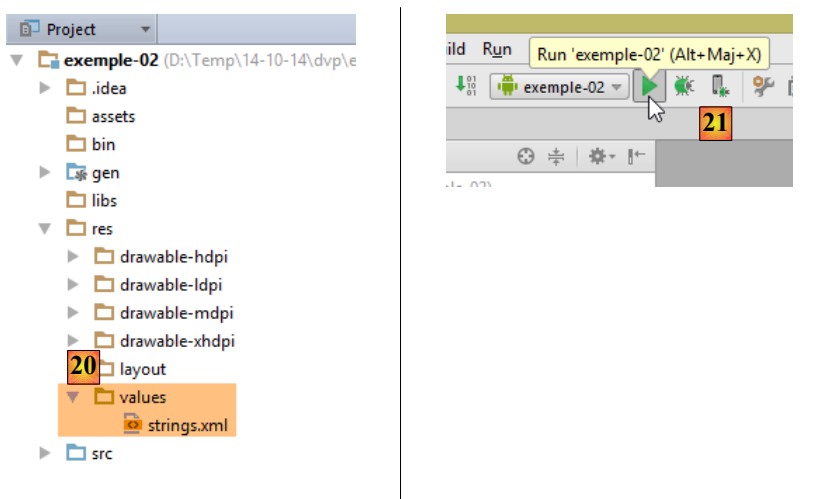 Project
exemple-02 (D:\Temp\14-10-14\dvp\e
.idea
assets
bin
gen
libs
res
drawable-hdpi
drawable-ldpi
drawable-mdpi
drawable-xhdpi
20 layout
values
strings.xml
src
ild Run
Run 'exemple-02' (Alt+Maj+X)
exemple-02
21